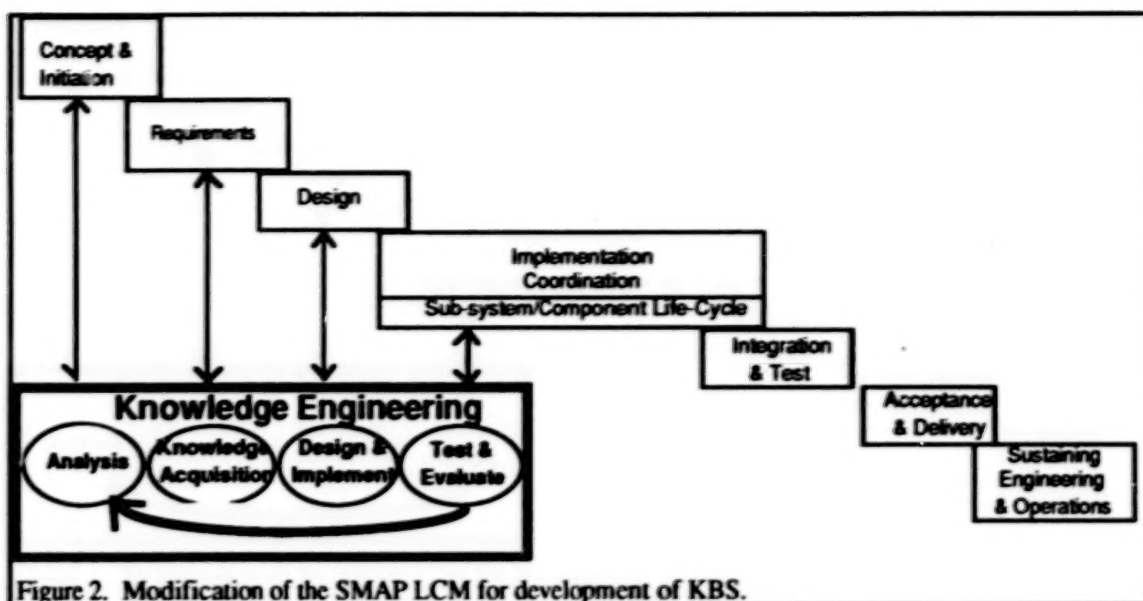 Concept &
Initiation
Requirements
Design
Implementation
Coordination
Sub-system/Component Life-Cycle
Integration
& Test
Acceptance
& Delivery
Sustaining
Engineering
& Operations
Knowledge Engineering
Analysis
Knowledge
Acquisition
Design &
Implement
Test &
Evaluate
Figure 2. Modification of the SMAP LCM for development of KBS.